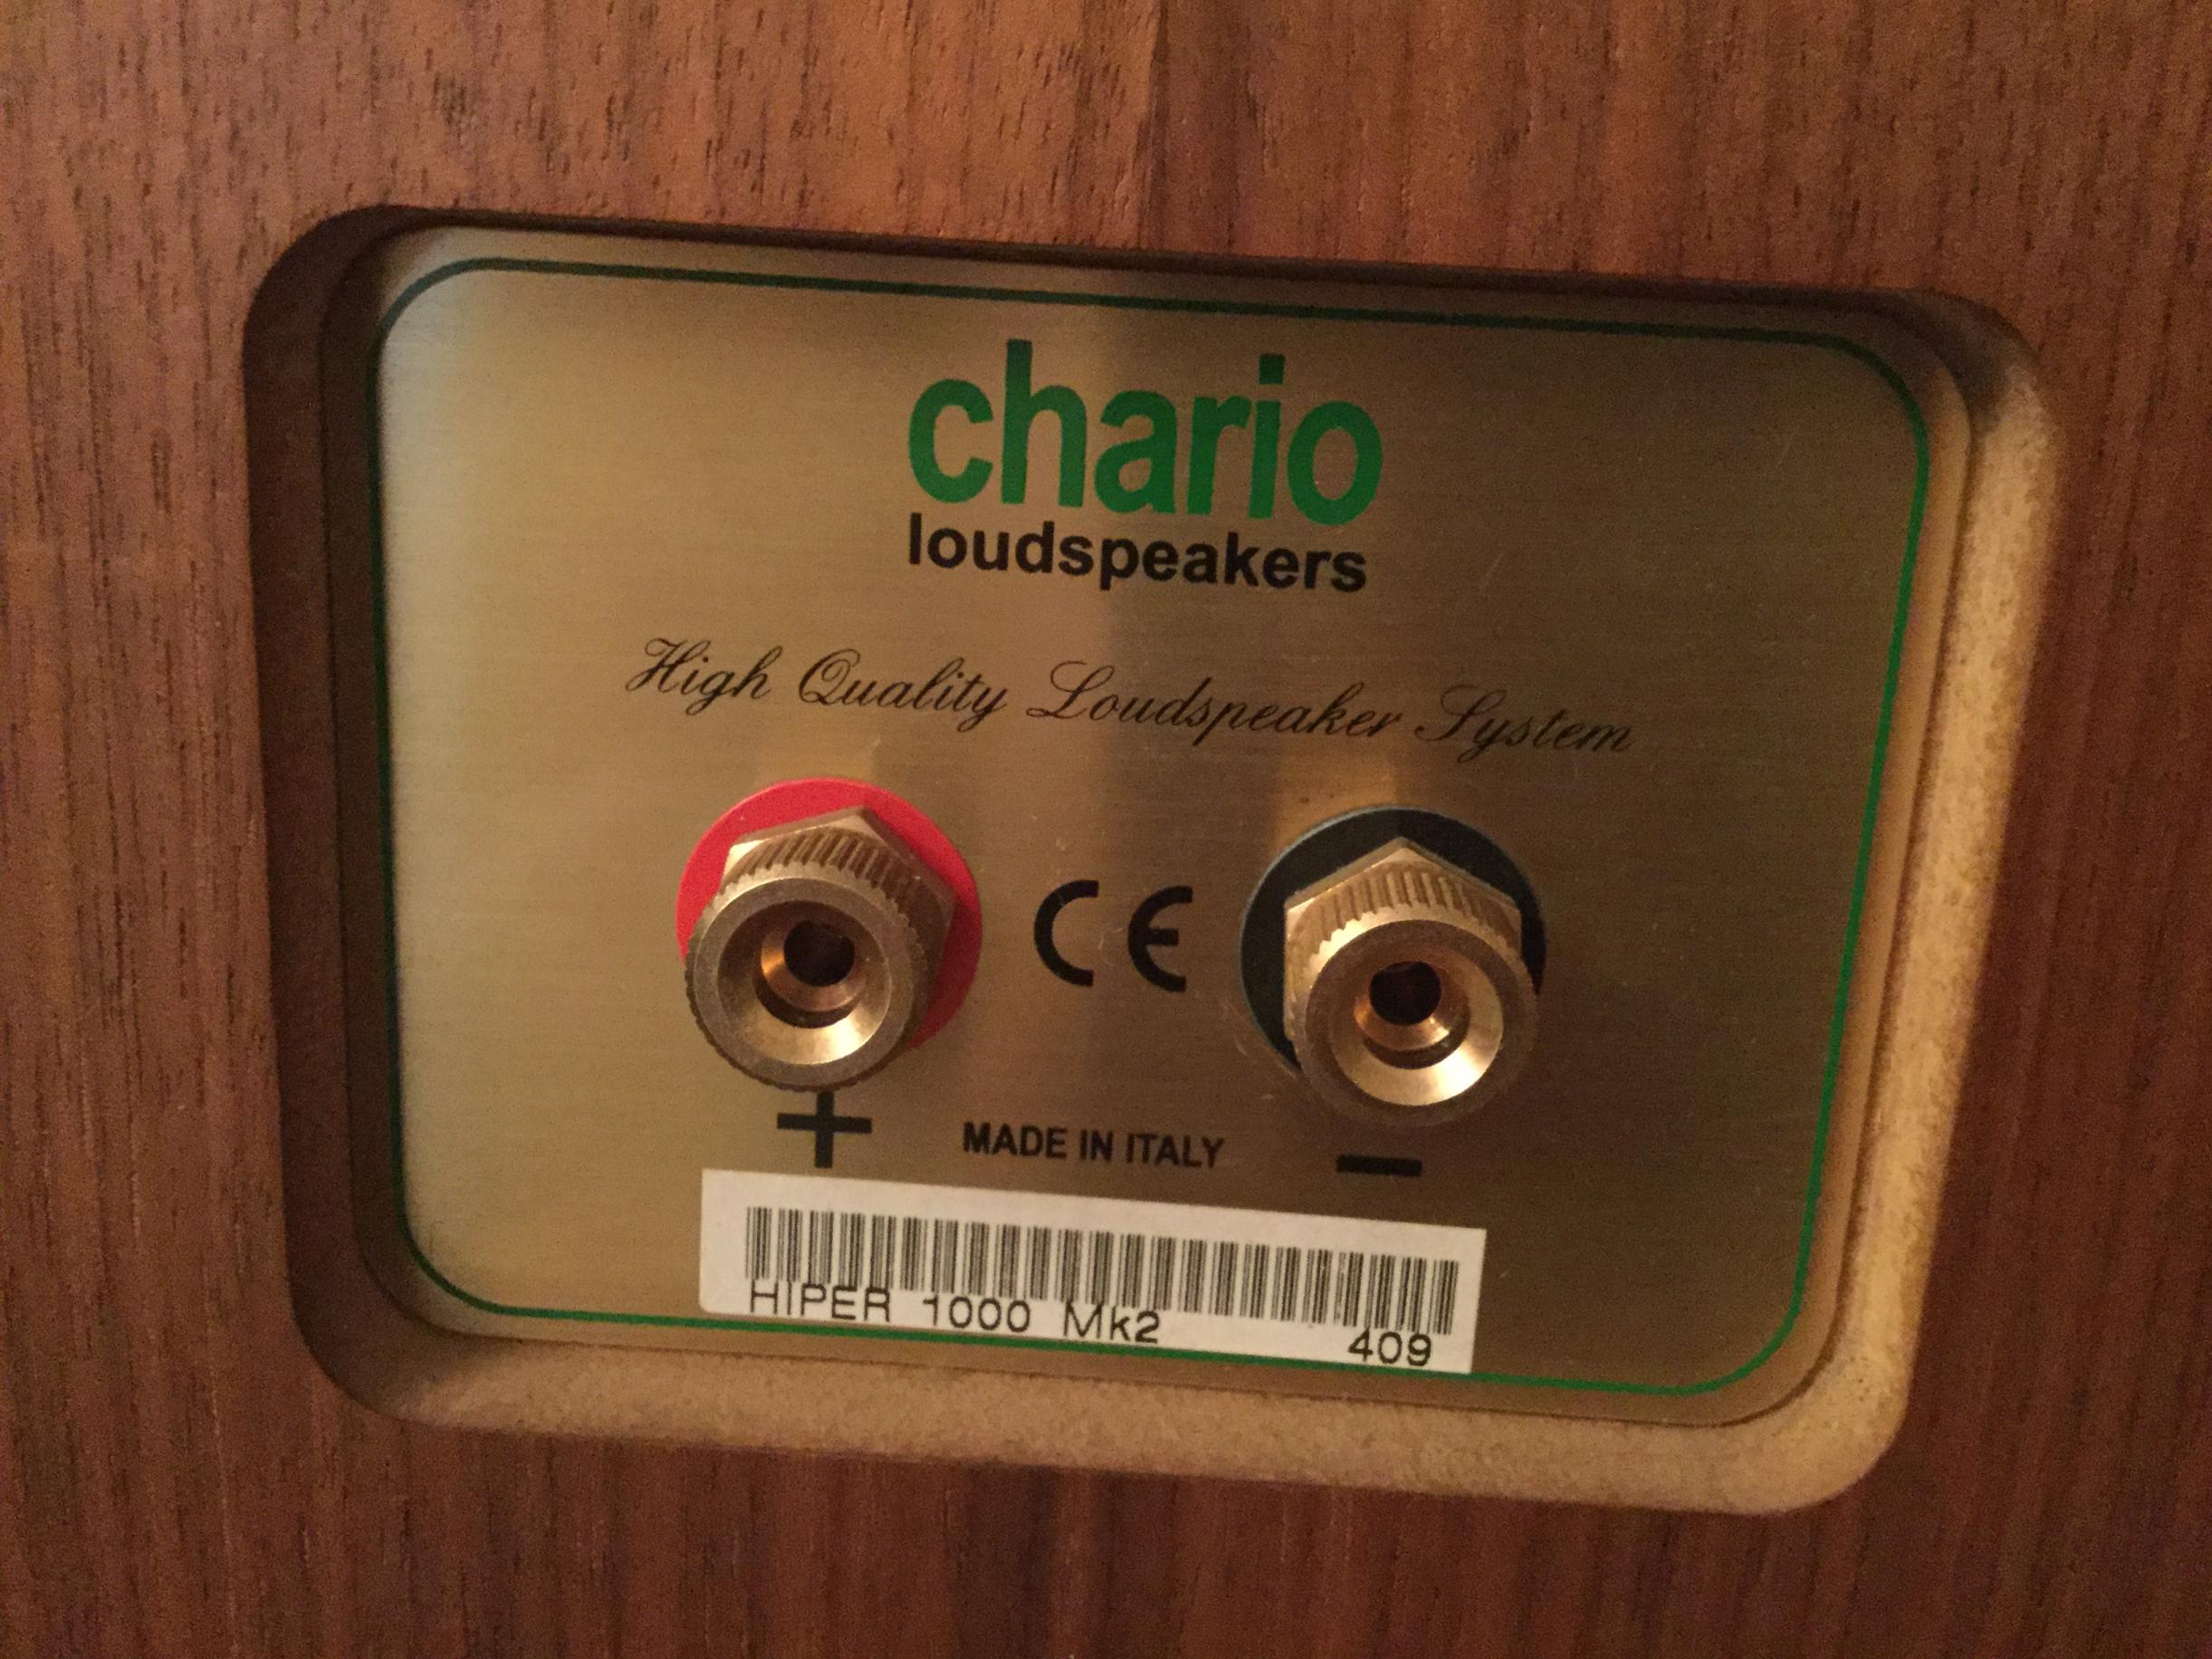 chario
loudspeakers
High Quality Loudspeaker System
CE
+ MADE IN ITALY −
HIPER 1000 Mk2 409